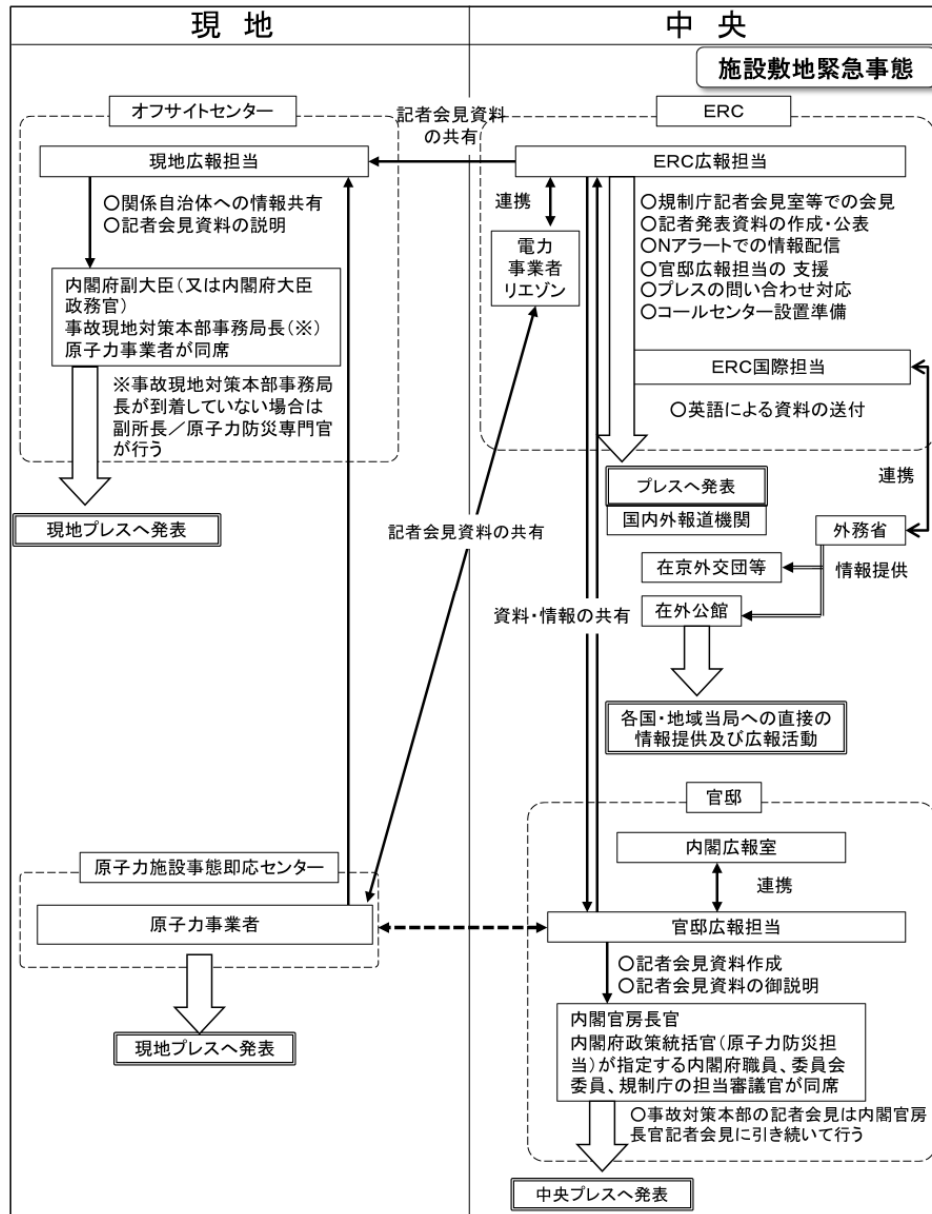 現 地
中 央
施設敷地緊急事態
オフサイトセンター
現地広報担当
○関係自治体への情報共有
○記者会見資料の説明
内閣府副大臣(又は内閣府大臣
政務官)
事故現地対策本部事務局長(※)
原子力事業者が同席
※事故現地対策本部事務局
長が到着していない場合は
副所長/原子力防災専門官
が行う
現地プレスへ発表
記者会見資料
の共有
ERC
ERC広報担当
連携
電力
事業者
リエゾン
○規制庁記者会見室等での会見
○記者発表資料の作成・公表
○Nアラートでの情報配信
○官邸広報担当の 支援
○プレスの問い合わせ対応
○コールセンター設置準備
ERC国際担当
○英語による資料の送付
連携
プレスへ発表
国内外報道機関
外務省
情報提供
在京外交団等
在外公館
各国・地域当局への直接の
情報提供及び広報活動
記者会見資料の共有
資料・情報の共有
原子力施設事態即応センター
原子力事業者
現地プレスへ発表
官邸
内閣広報室
連携
官邸広報担当
○記者会見資料作成
○記者会見資料の御説明
内閣官房長官
内閣府政策統括官(原子力防災担
当)が指定する内閣府職員、委員会
委員、規制庁の担当審議官が同席
○事故対策本部の記者会見は内閣官房
長官記者会見に引き続いて行う
中央プレスへ発表